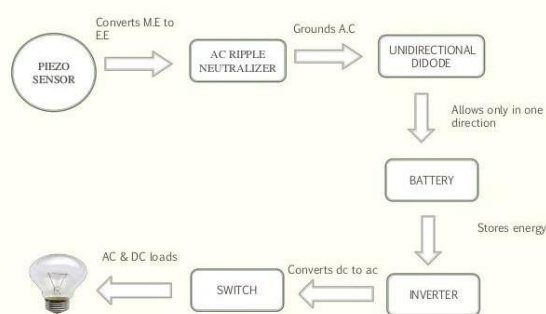 Converts M.E to
E.E
Grounds A.C
PIEZO
SENSOR
AC RIPPLE
NEUTRALIZER
UNIDIRECTIONAL
DIDODE
Allows only in one
direction
BATTERY
Stores energy
AC & DC loads
Converts dc to ac
SWITCH
INVERTER